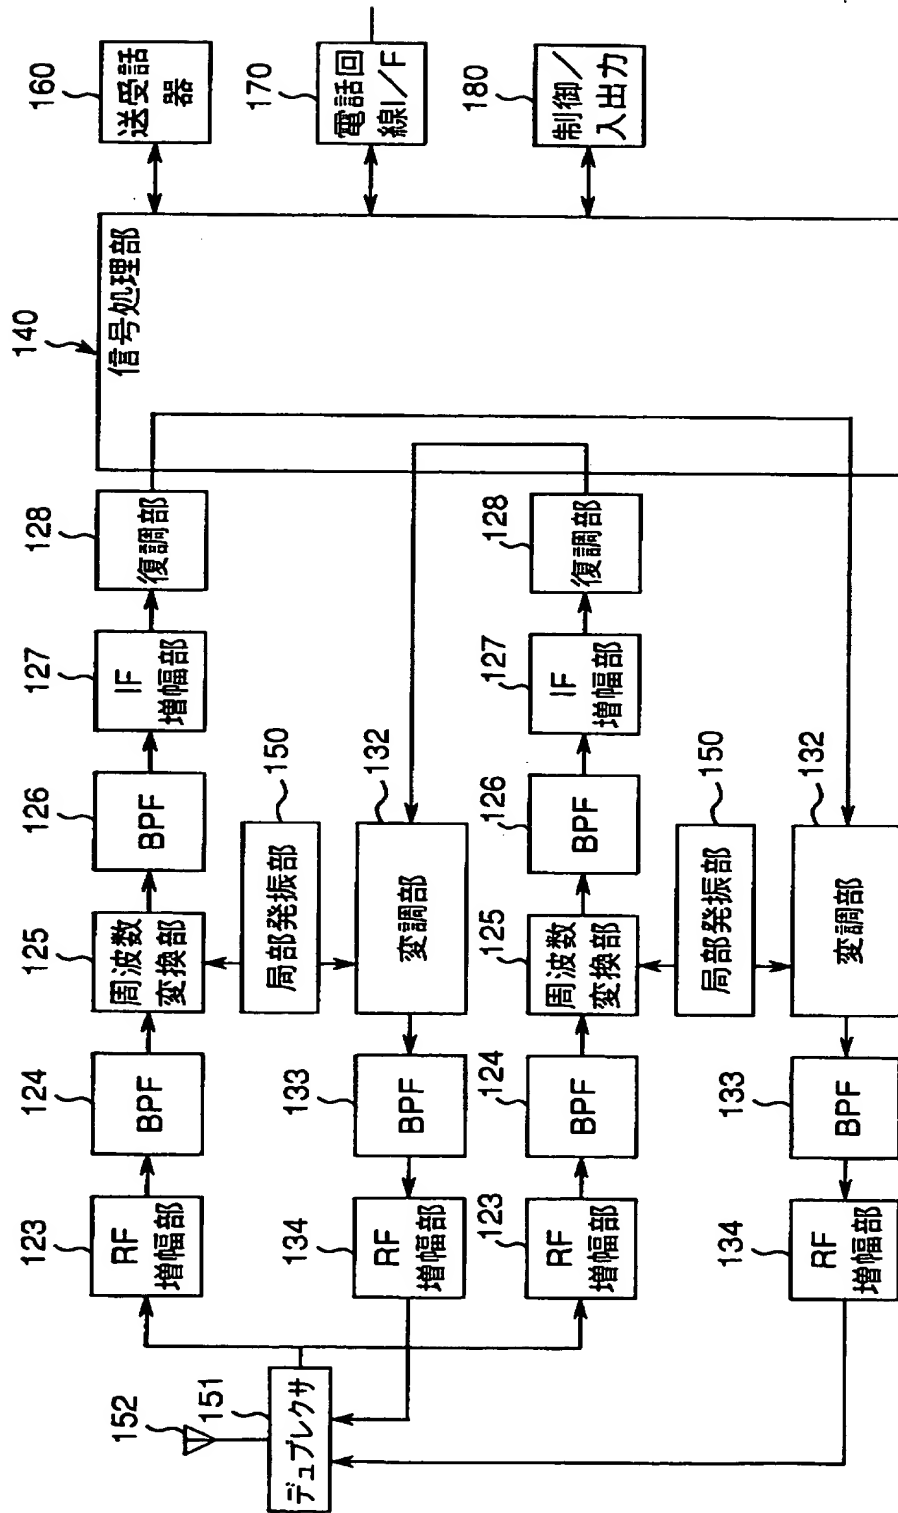 152
151
デュプレクサ
123
RF
増幅部
124
BPF
125
周波数
変換部
126
BPF
127
IF
増幅部
128
復調部
140
信号処理部
160
送受話
器
150
局部発振部
134
RF
増幅部
133
BPF
132
変調部
170
電話回
線I/F
123
RF
増幅部
124
BPF
125
周波数
変換部
126
BPF
127
IF
増幅部
128
復調部
180
制御/
入出力
150
局部発振部
134
RF
増幅部
133
BPF
132
変調部